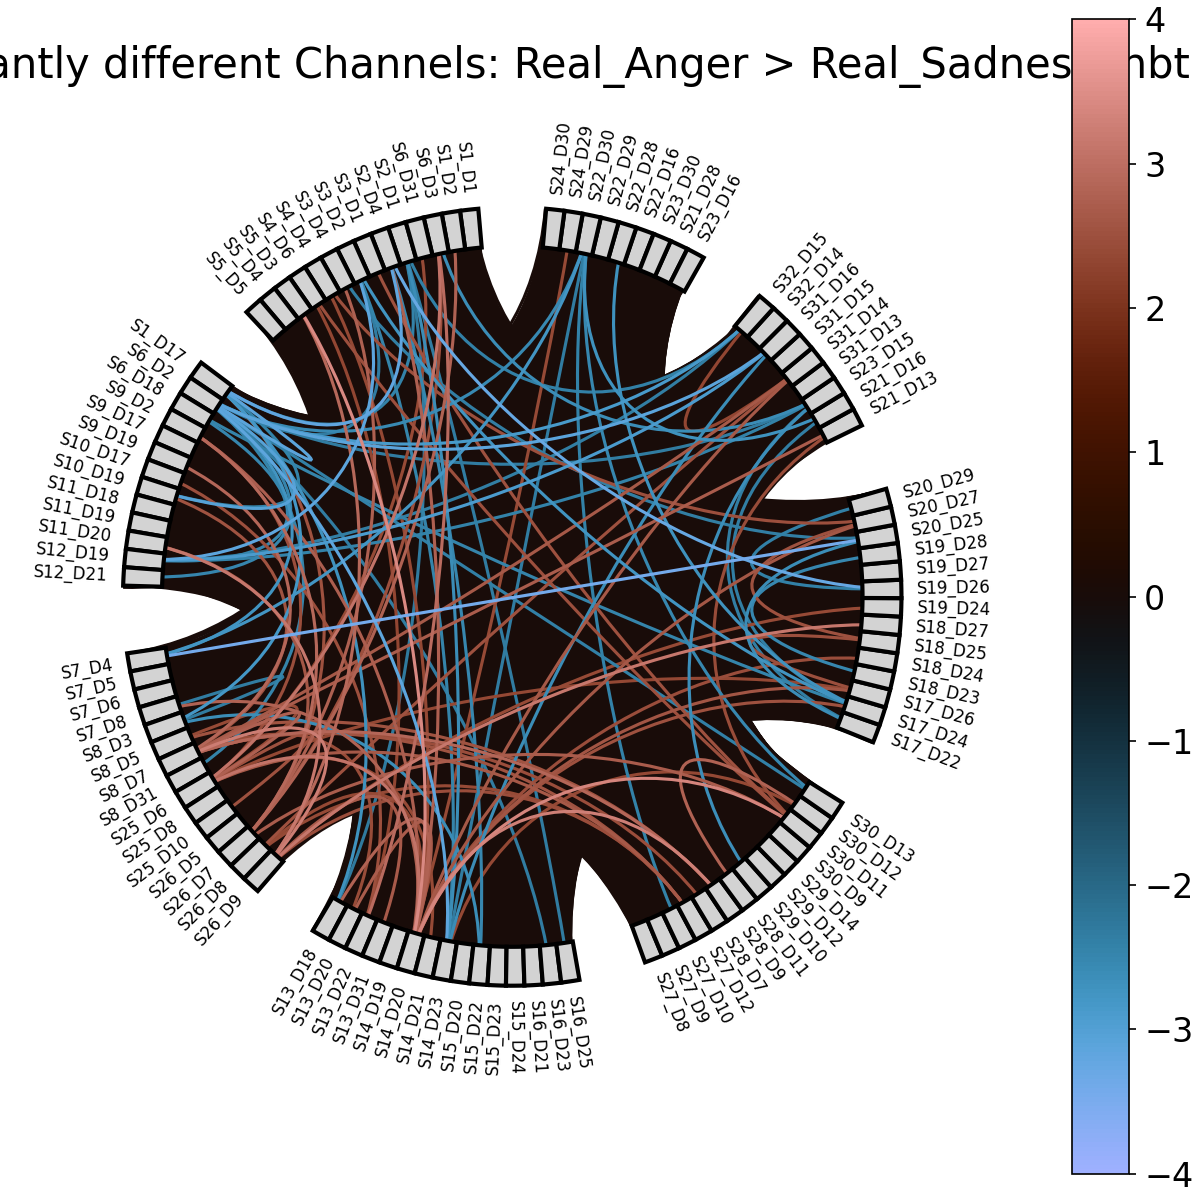 antly different Channels: Real_Anger > Real_Sadnes
nbt
S24_D30
S24_D29
S22_D30
S22_D29
S22_D28
S22_D16
S23_D30
S21_D28
S23_D16
S32_D15
S32_D14
S31_D16
S31_D15
S31_D14
S31_D13
S23_D15
S21_D16
S21_D13
S20_D29
S20_D27
S20_D25
S19_D28
S19_D27
S19_D26
S19_D24
S18_D27
S18_D25
S18_D24
S18_D23
S17_D26
S17_D24
S17_D22
S30_D13
S30_D12
S30_D11
S30_D9
S29_D14
S29_D12
S29_D10
S28_D11
S28_D9
S28_D7
S27_D12
S27_D10
S27_D9
S27_D8
S16_D25
S16_D23
S16_D21
S15_D24
S15_D23
S15_D22
S15_D20
S14_D23
S14_D21
S14_D20
S14_D19
S13_D31
S13_D22
S13_D20
S13_D18
S26_D9
S26_D8
S26_D7
S26_D5
S25_D10
S25_D8
S25_D6
S8_D31
S8_D7
S8_D5
S8_D3
S7_D8
S7_D6
S7_D5
S7_D4
S12_D21
S12_D19
S11_D20
S11_D19
S11_D18
S10_D19
S10_D17
S9_D19
S9_D17
S9_D2
S6_D18
S6_D2
S1_D17
S5_D5
S5_D4
S5_D3
S4_D6
S4_D4
S3_D4
S3_D2
S3_D1
S2_D4
S2_D1
S6_D31
S6_D3
S1_D2
S1_D1
4
3
2
1
0
−1
−2
−3
−4